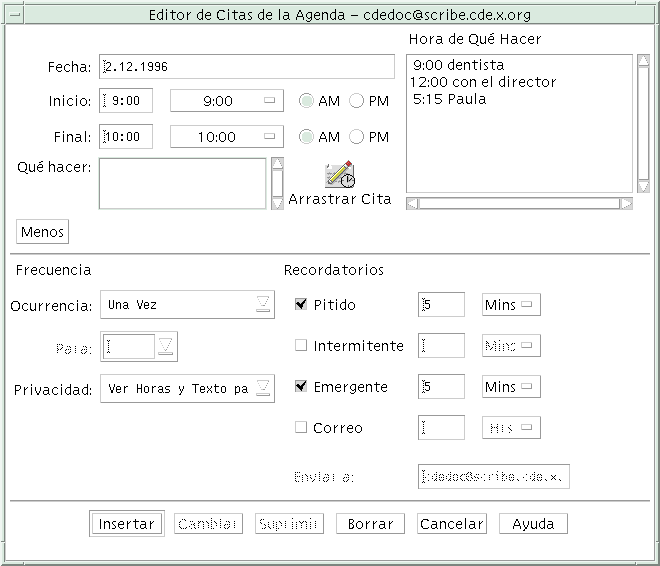 Editor de Citas de la Agenda – cdedoc@scribe.cde.x.org
Fecha: 2.12.1996
Inicio: 9:00 9:00 AM PM
Final: 10:00 10:00 AM PM
Qué hacer:
Arrastrar Cita
Hora de Qué Hacer
9:00 dentista
12:00 con el director
5:15 Paula
Menos
Frecuencia
Ocurrencia: Una Vez
Para:
Privacidad: Ver Horas y Texto pa
Recordatorios
Pitido 5 Mins
Intermitente Mins
Emergente 5 Mins
Correo Hrs
Enviar a: cdedoc@scribe.cde.x.
Insertar Cambiar Suprimir Borrar Cancelar Ayuda